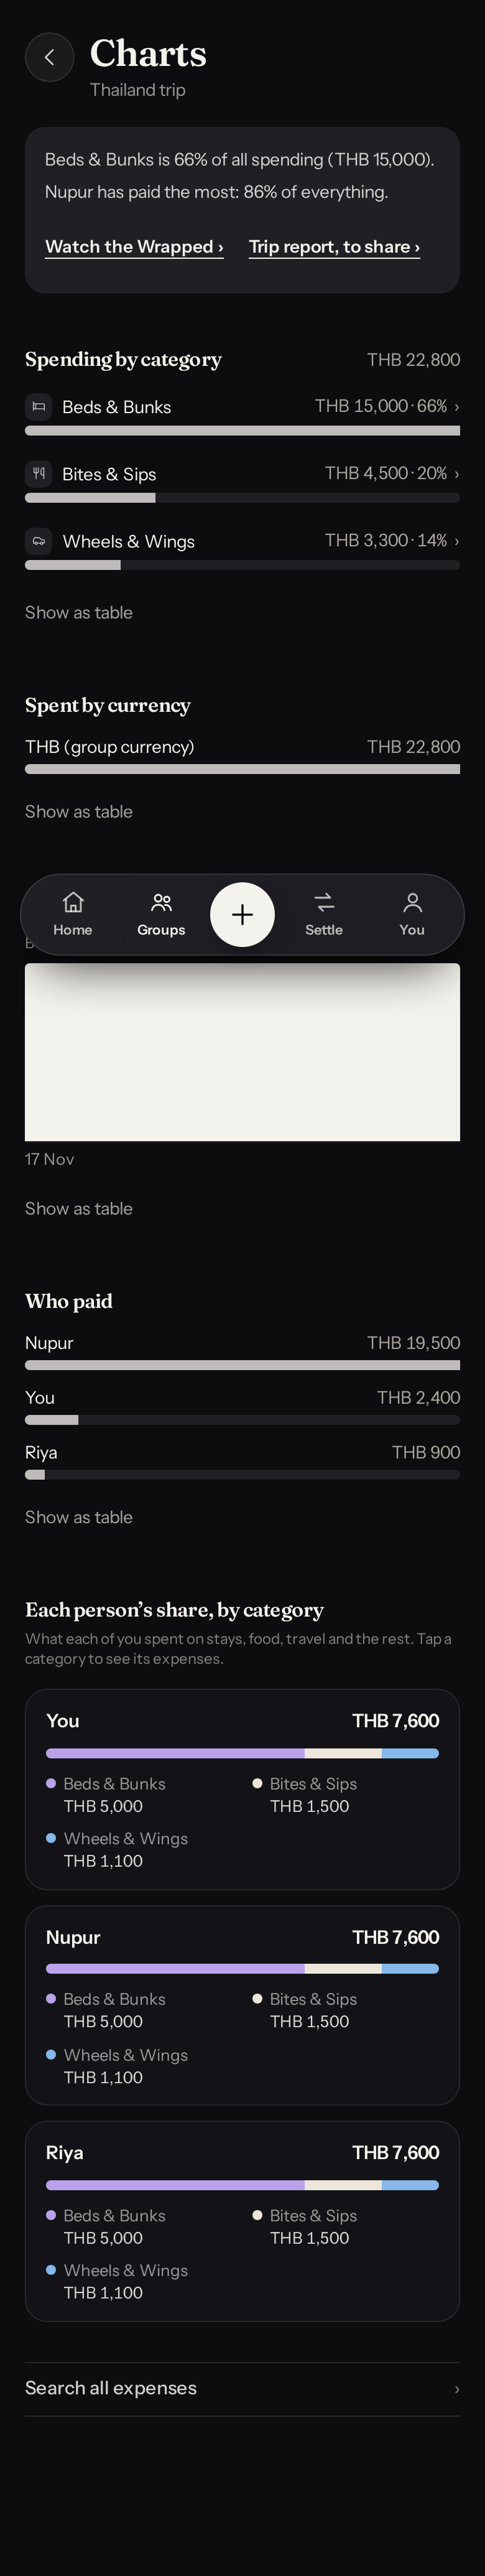 Charts
Thailand trip
Beds & Bunks is 66% of all spending (THB 15,000).
Nupur has paid the most: 86% of everything.
Watch the Wrapped › Trip report, to share ›
Spending by category THB 22,800
Beds & Bunks THB 15,000 · 66% ›
Bites & Sips THB 4,500 · 20% ›
Wheels & Wings THB 3,300 · 14% ›
Show as table
Spent by currency
THB (group currency) THB 22,800
Show as table
Home Groups Settle You
17 Nov
Show as table
Who paid
Nupur THB 19,500
You THB 2,400
Riya THB 900
Show as table
Each person’s share, by category
What each of you spent on stays, food, travel and the rest. Tap a
category to see its expenses.
You THB 7,600
Beds & Bunks Bites & Sips
THB 5,000 THB 1,500
Wheels & Wings
THB 1,100
Nupur THB 7,600
Beds & Bunks Bites & Sips
THB 5,000 THB 1,500
Wheels & Wings
THB 1,100
Riya THB 7,600
Beds & Bunks Bites & Sips
THB 5,000 THB 1,500
Wheels & Wings
THB 1,100
Search all expenses ›